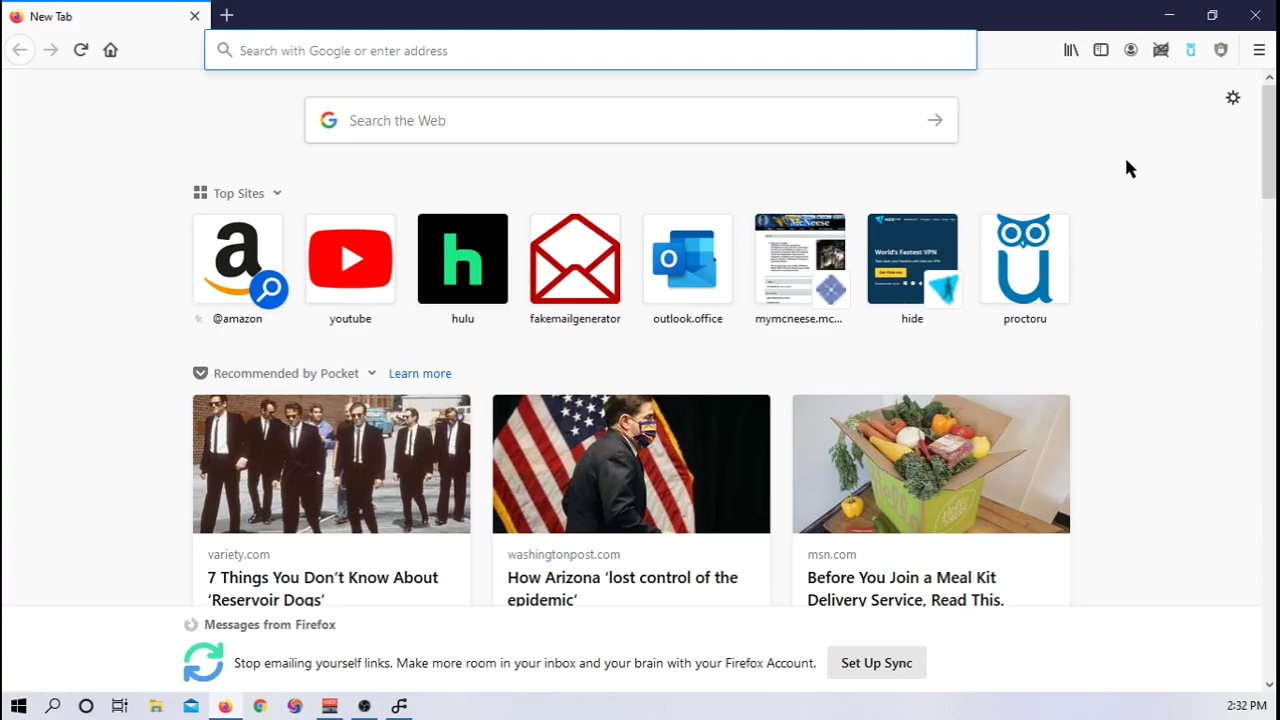 New Tab
Search with Google or enter address
Search the Web
Top Sites
@amazon
youtube
hulu
fakemailgenerator
outlook.office
mymcneese.mc...
hide
proctoru
McNeese
World's Fastest VPN
Recommended by Pocket
Learn more
variety.com
7 Things You Don't Know About
'Reservoir Dogs'
washingtonpost.com
How Arizona 'lost control of the
epidemic'
msn.com
Before You Join a Meal Kit
Delivery Service, Read This.
Messages from Firefox
Stop emailing yourself links. Make more room in your inbox and your brain with your Firefox Account.
Set Up Sync
2:32 PM